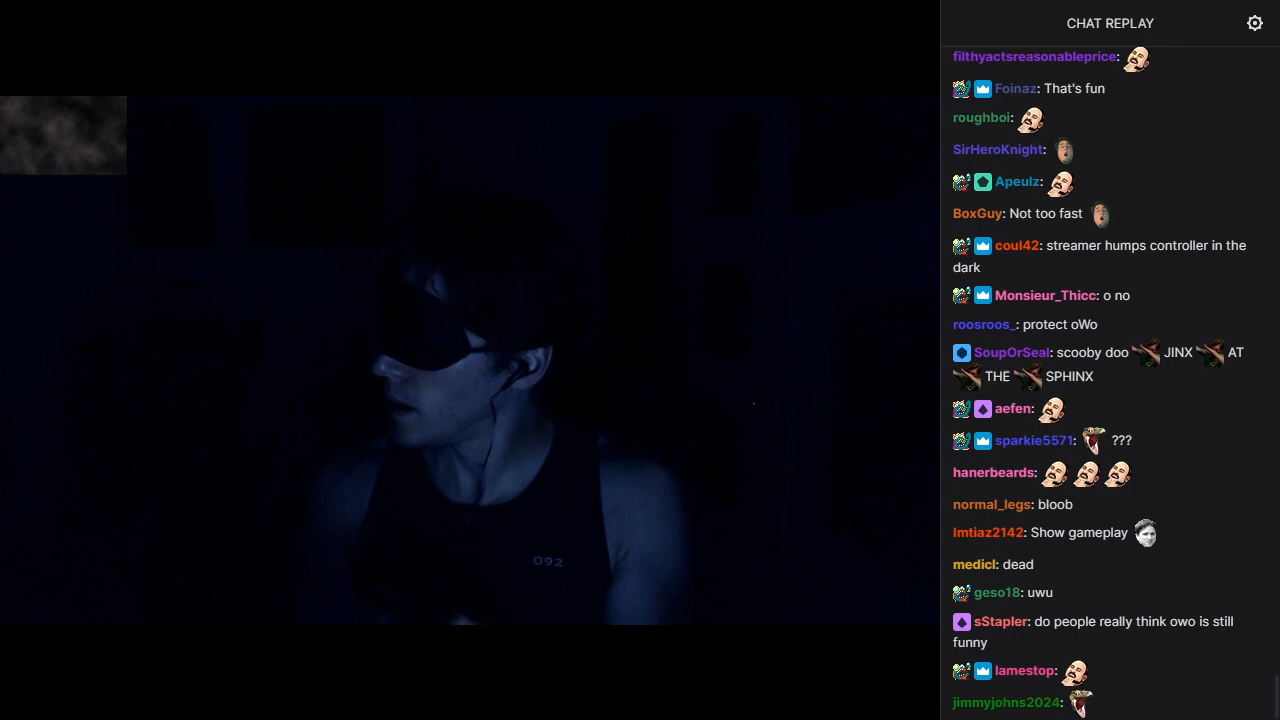 CHAT REPLAY
filthyactsreasonableprice:
Foinaz: That's fun
roughboi:
SirHeroKnight:
Apeulz:
BoxGuy: Not too fast
coul42: streamer humps controller in the
dark
Monsieur_Thicc: o no
roosroos_: protect oWo
SoupOrSeal: scooby doo JINX AT
THE SPHINX
aefen:
sparkie5571: ???
hanerbeards:
normal_legs: bloob
Imtiaz2142: Show gameplay
medicl: dead
geso18: uwu
sStapler: do people really think owo is still
funny
lamestop:
jimmyjohns2024:
092